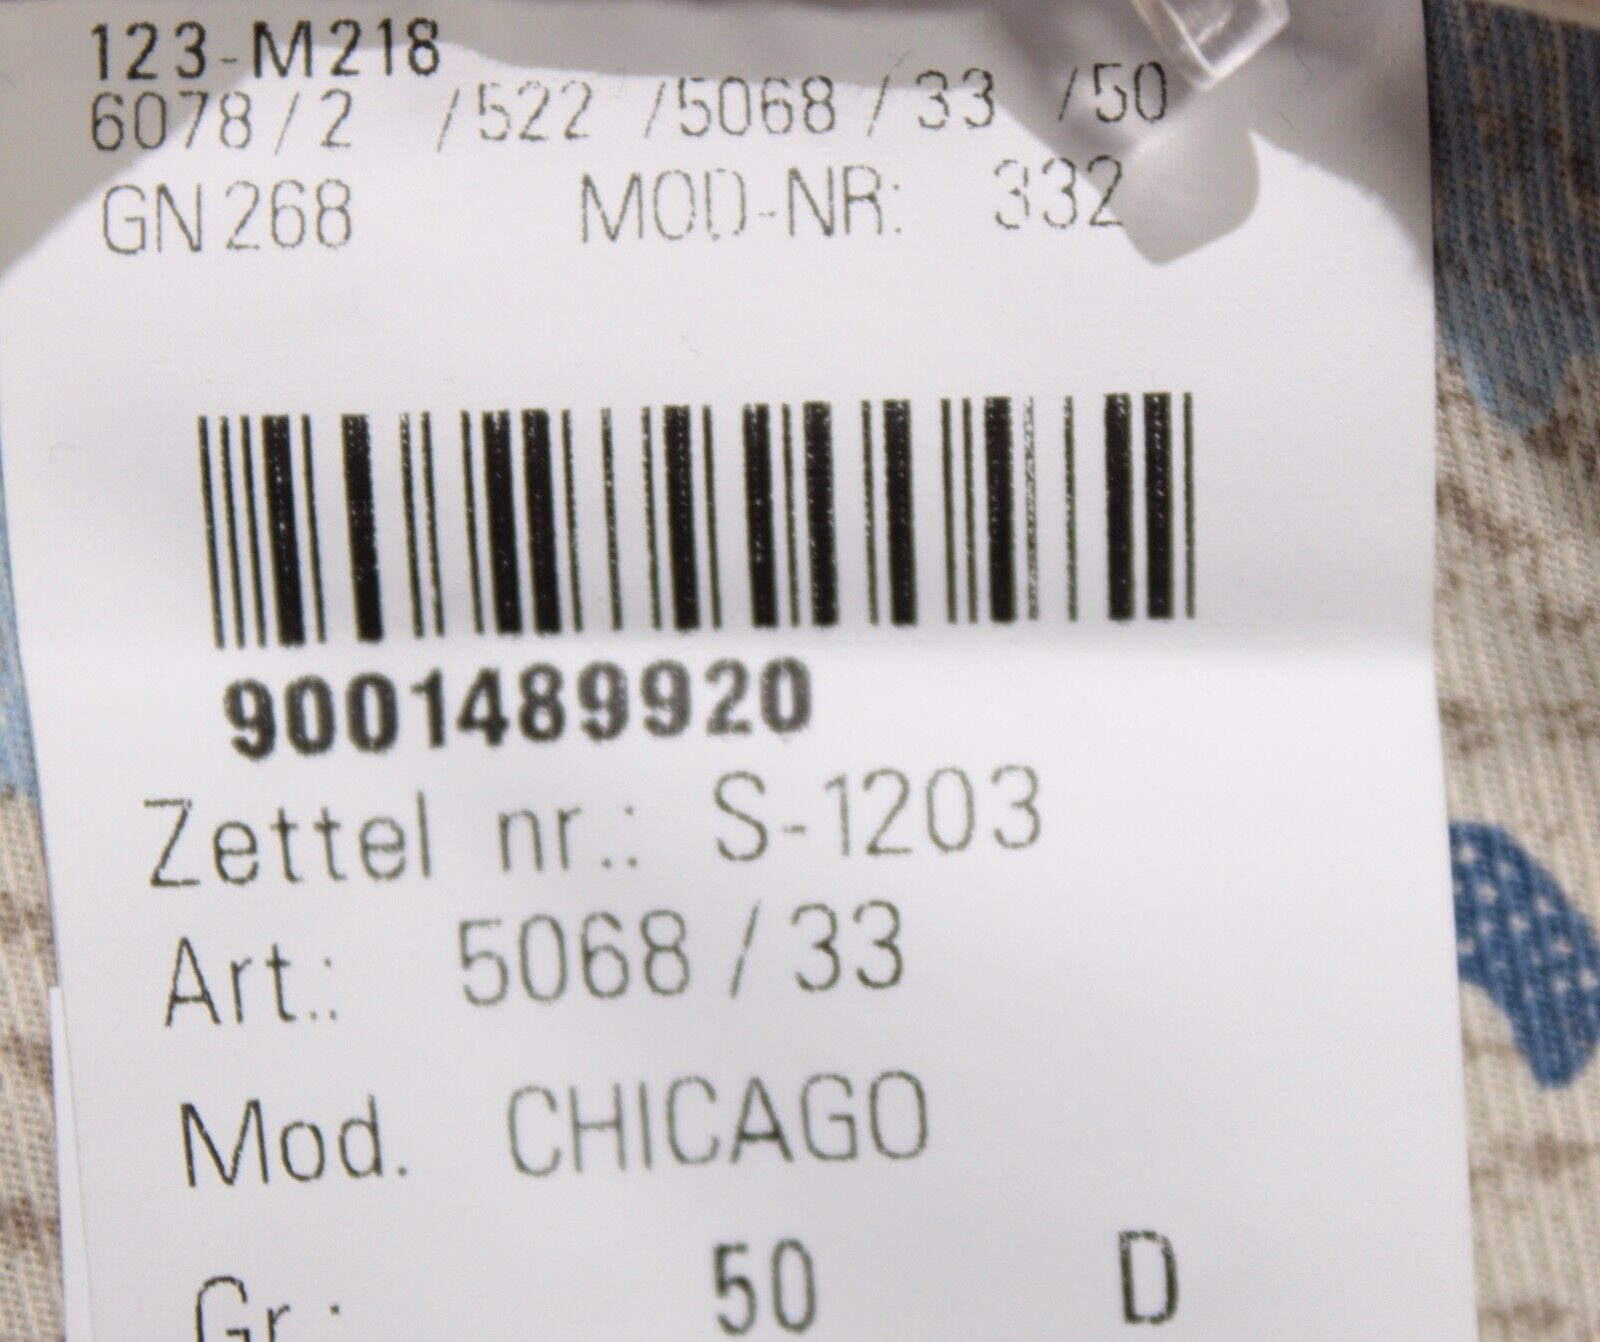 123-M218
6078 / 2 / 522 / 5068 / 33 / 50
GN 268 MOD-NR: 332
9001489920
Zettel nr.: S-1203
Art.: 5068 / 33
Mod. CHICAGO
Gr.: 50 D